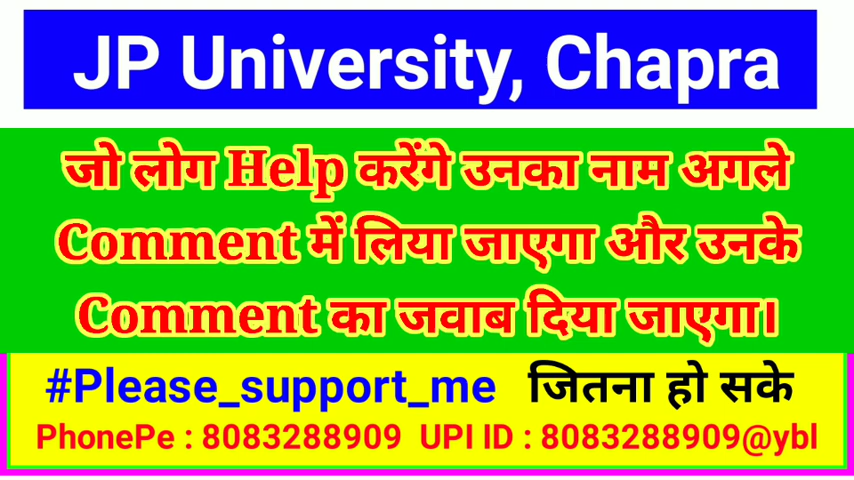 JP University, Chapra
जो लोग Help करेंगे उनका नाम अगले
Comment में लिया जाएगा और उनके
Comment का जवाब दिया जाएगा।
#Please_support_me जितना हो सके
PhonePe : 8083288909 UPI ID : 8083288909@ybl